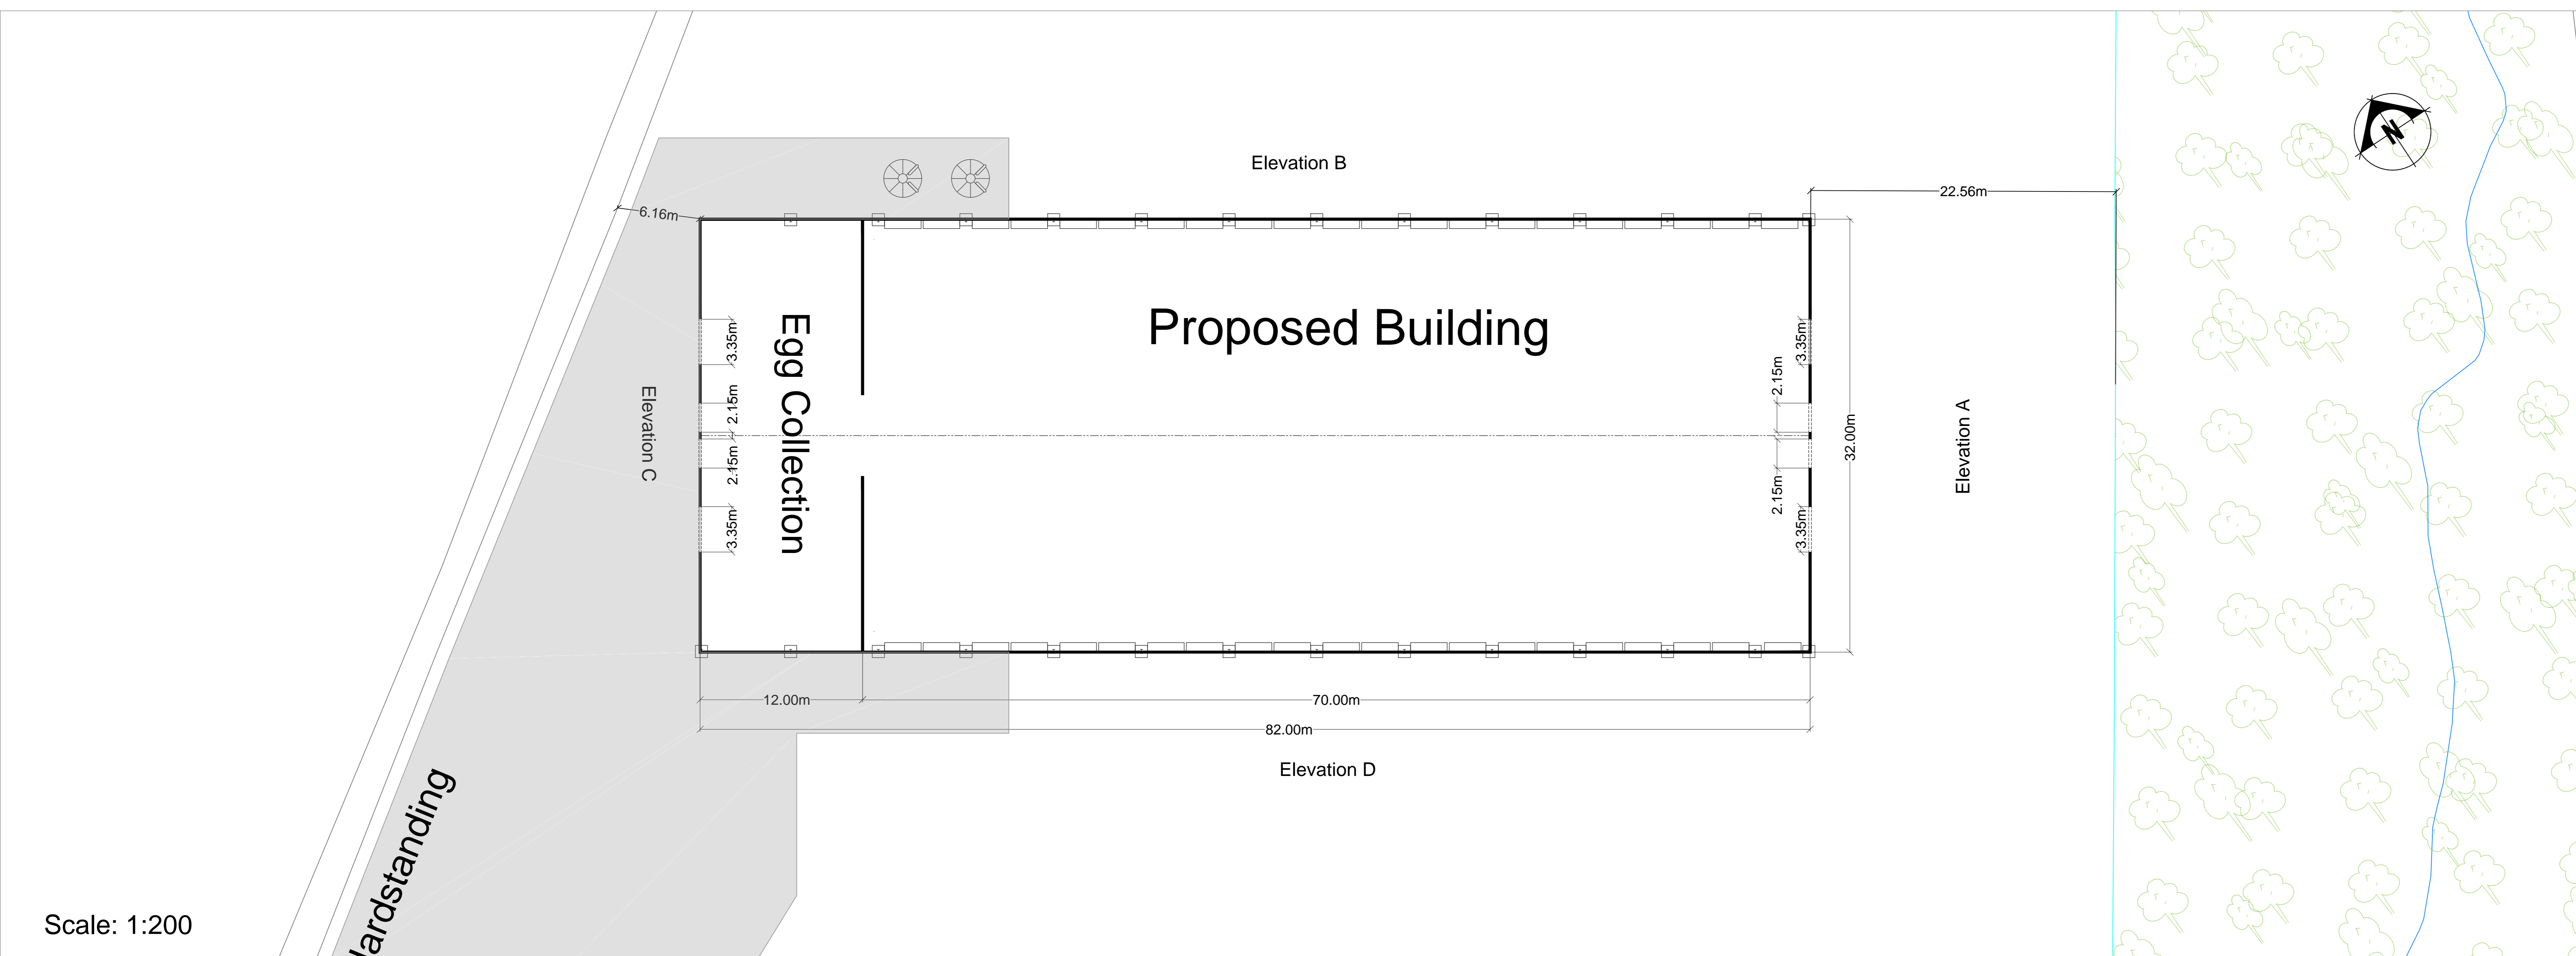 Elevation B
N
6.16m
22.56m
Proposed Building
Egg Collection
Elevation C
Elevation A
3.35m
2.15m
2.15m
3.35m
3.35m
2.15m
2.15m
3.35m
32.00m
12.00m
70.00m
82.00m
Elevation D
ardstanding
Scale: 1:200